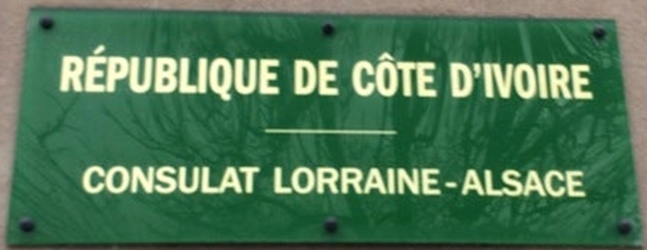 RÉPUBLIQUE DE CÔTE D'IVOIRE
CONSULAT LORRAINE-ALSACE